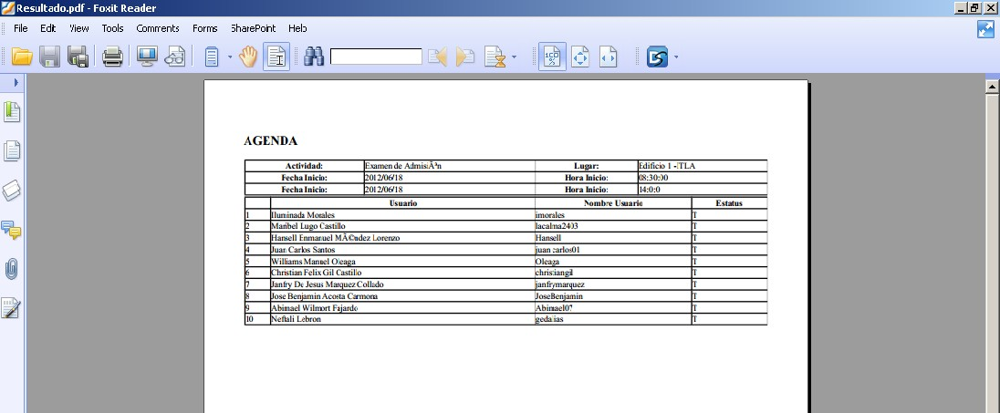 Resultado.pdf - Foxit Reader
File Edit View Tools Comments Forms SharePoint Help
100 %
AGENDA
Actividad: Examen de AdmisiÃ³n Lugar: Edificio 1 - ITLA
Fecha Inicio: 2012/06/18 Hora Inicio: 08:30:00
Fecha Inicio: 2012/06/18 Hora Inicio: 14:0:0
Usuario Nombre Usuario Estatus
1 Iluminada Morales imorales T
2 Maribel Lugo Castillo lacalma2403 T
3 Hansell Enmanuel MÃ©ndez Lorenzo Hansell T
4 Juan Carlos Santos juan carlos01 T
5 Williams Manuel Oleaga Oleaga T
6 Christian Felix Gil Castillo christiangil T
7 Janfry De Jesus Marquez Collado janfrymarquez T
8 Jose Benjamin Acosta Carmona JoseBenjamin T
9 Abimael Wilmort Fajardo Abimael07 T
10 Neftali Lebron gedalias T